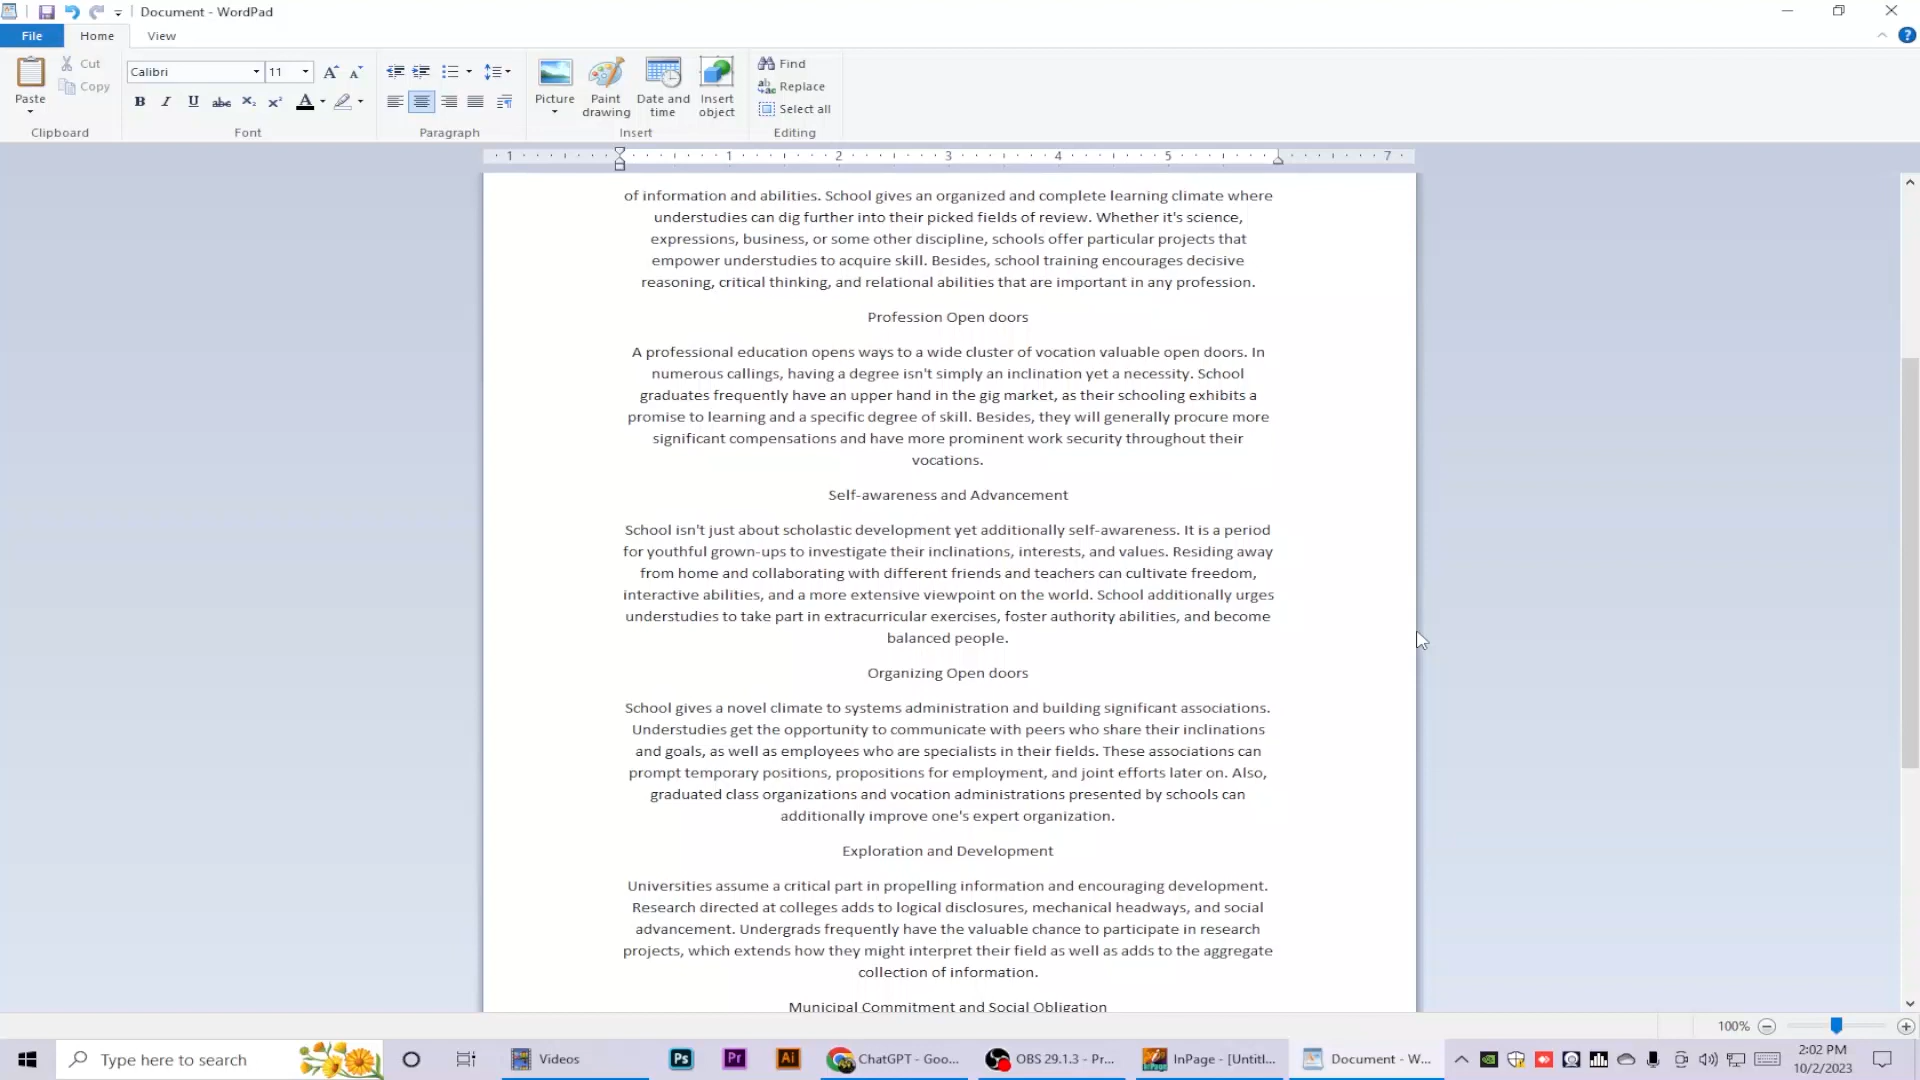 Document - WordPad
File
Home
View
Paste
Cut
Copy
Clipboard
Calibri
11
B I U abc X₂ X²
A
Font
Paragraph
Picture
Paint drawing
Date and time
Insert object
Insert
Find
Replace
Select all
Editing
1 1 2 3 4 5 7
of information and abilities. School gives an organized and complete learning climate where
understudies can dig further into their picked fields of review. Whether it's science,
expressions, business, or some other discipline, schools offer particular projects that
empower understudies to acquire skill. Besides, school training encourages decisive
reasoning, critical thinking, and relational abilities that are important in any profession.
Profession Open doors
A professional education opens ways to a wide cluster of vocation valuable open doors. In
numerous callings, having a degree isn't simply an inclination yet a necessity. School
graduates frequently have an upper hand in the gig market, as their schooling exhibits a
promise to learning and a specific degree of skill. Besides, they will generally procure more
significant compensations and have more prominent work security throughout their
vocations.
Self-awareness and Advancement
School isn't just about scholastic development yet additionally self-awareness. It is a period
for youthful grown-ups to investigate their inclinations, interests, and values. Residing away
from home and collaborating with different friends and teachers can cultivate freedom,
interactive abilities, and a more extensive viewpoint on the world. School additionally urges
understudies to take part in extracurricular exercises, foster authority abilities, and become
balanced people.
Organizing Open doors
School gives a novel climate to systems administration and building significant associations.
Understudies get the opportunity to communicate with peers who share their inclinations
and goals, as well as employees who are specialists in their fields. These associations can
prompt temporary positions, propositions for employment, and joint efforts later on. Also,
graduated class organizations and vocation administrations presented by schools can
additionally improve one's expert organization.
Exploration and Development
Universities assume a critical part in propelling information and encouraging development.
Research directed at colleges adds to logical disclosures, mechanical headways, and social
advancement. Undergrads frequently have the valuable chance to participate in research
projects, which extends how they might interpret their field as well as adds to the aggregate
collection of information.
Municipal Commitment and Social Obligation
100%
Type here to search
Videos
Ps
Pr
Ai
ChatGPT - Goo...
OBS 29.1.3 - Pr...
InPage - [Untitl...
Document - W...
2:02 PM
10/2/2023